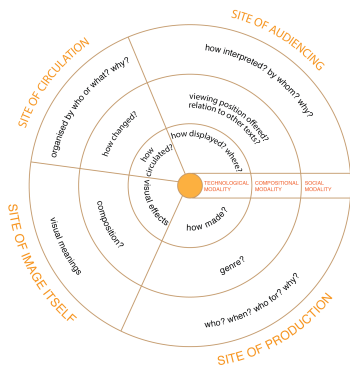 SITE OF CIRCULATION
SITE OF AUDIENCING
organised by who or what? why?
how interpreted? by whom? why?
how changed?
viewing position offered?
relation to other texts?
how
circulated?
how displayed? where?
visual effects
TECHNOLOGICAL
MODALITY
COMPOSITIONAL
MODALITY
SOCIAL
MODALITY
how made?
composition?
visual meanings
genre?
who? when? who for? why?
SITE OF IMAGE ITSELF
SITE OF PRODUCTION